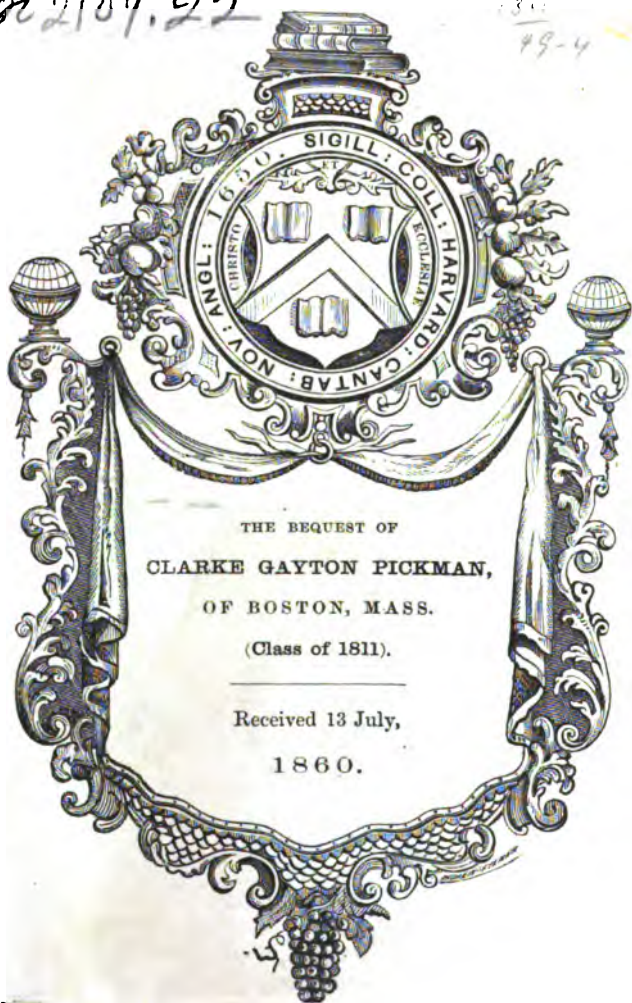 SIGILL: COLL: HARVARD: CANTAB: NOV: ANGL: 1650.
CHRISTO
ET
ECCLESIAE
THE BEQUEST OF
CLARKE GAYTON PICKMAN,
OF BOSTON, MASS.
(Class of 1811).
Received 13 July,
1860.